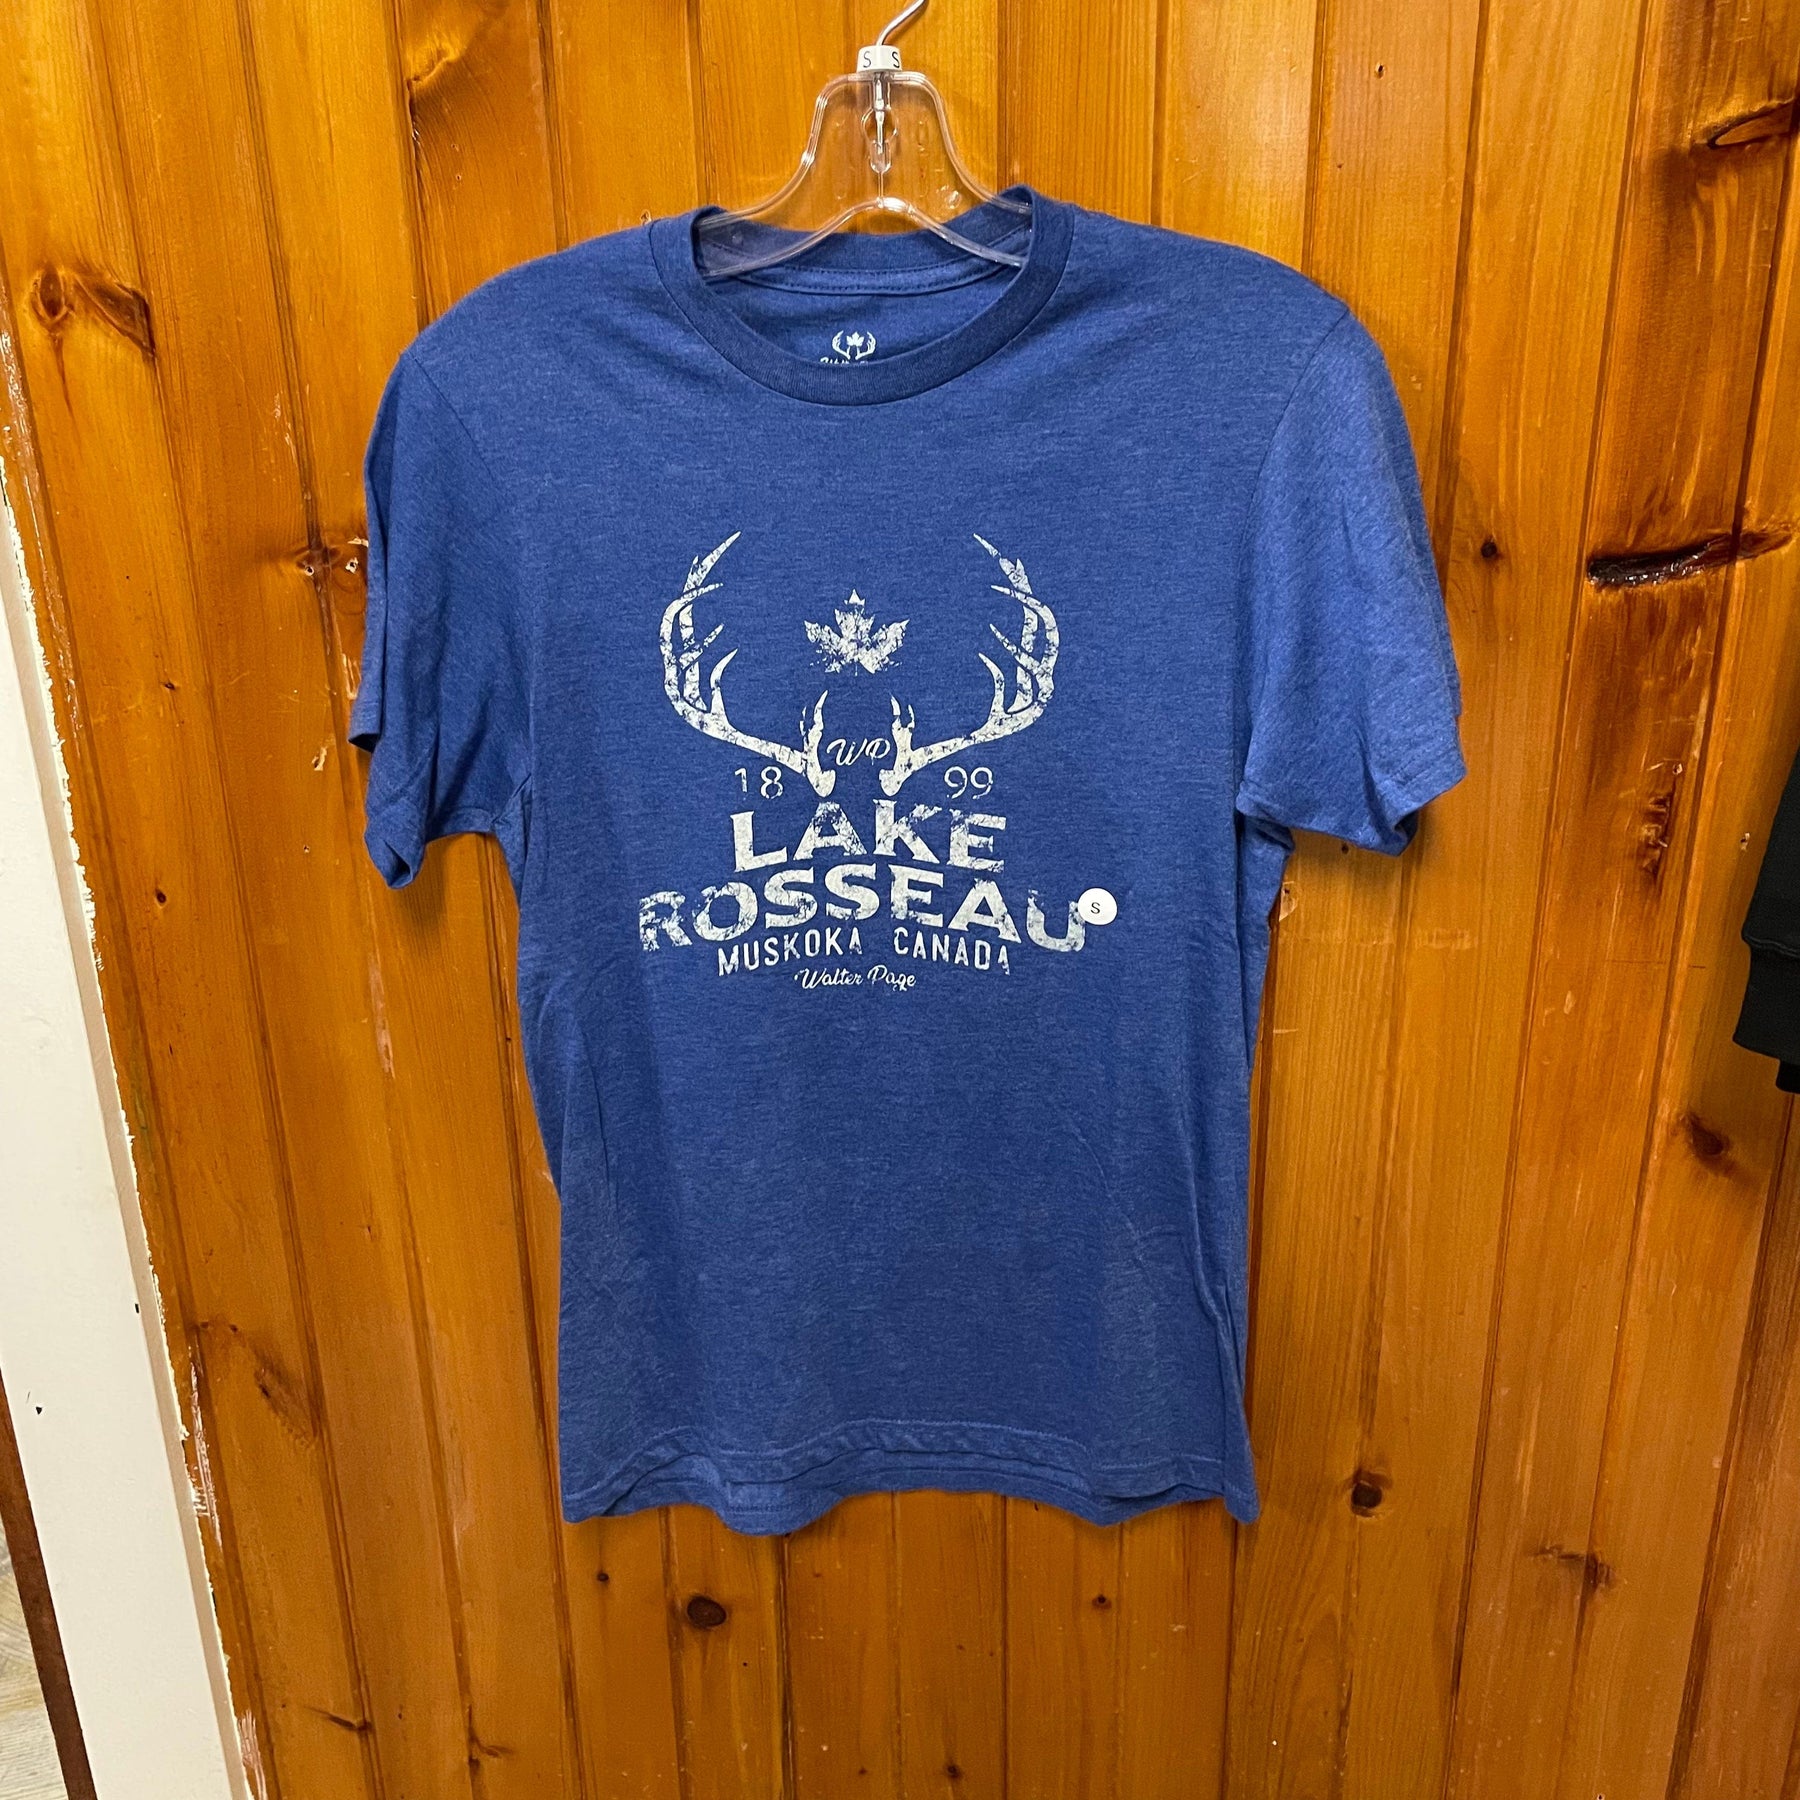 S S
WP
18 99
LAKE
ROSSEAU
S
MUSKOKA CANADA
Walter Page